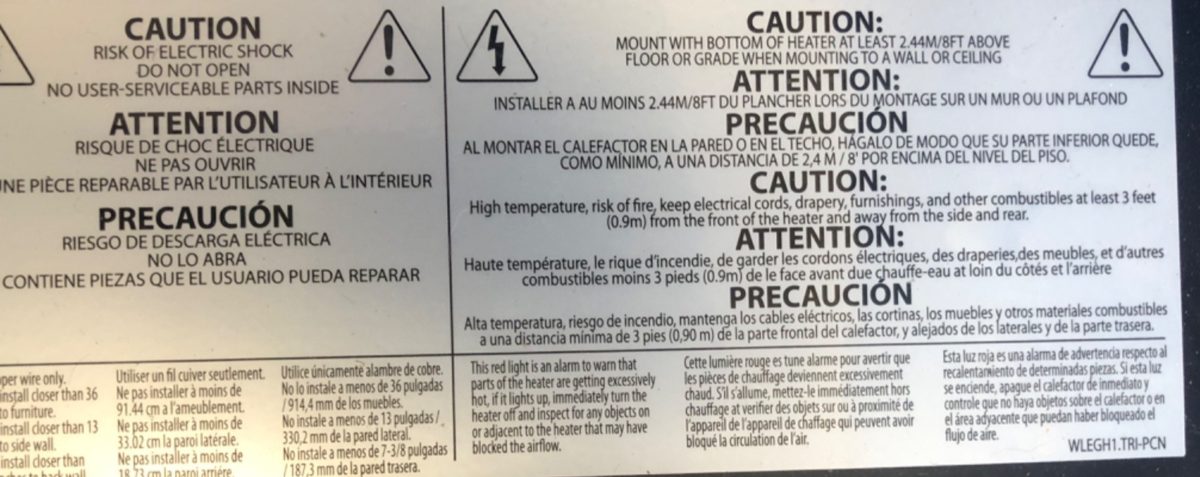 CAUTION
RISK OF ELECTRIC SHOCK
DO NOT OPEN
NO USER-SERVICEABLE PARTS INSIDE
ATTENTION
RISQUE DE CHOC ÉLECTRIQUE
NE PAS OUVRIR
PIÈCE REPARABLE PAR L'UTILISATEUR À L'INTÉRIEUR
PRECAUCIÓN
RIESGO DE DESCARGA ELÉCTRICA
NO LO ABRA
CONTIENE PIEZAS QUE EL USUARIO PUEDA REPARAR
CAUTION:
MOUNT WITH BOTTOM OF HEATER AT LEAST 2.44M/8FT ABOVE
FLOOR OR GRADE WHEN MOUNTING TO A WALL OR CEILING
ATTENTION:
INSTALLER A AU MOINS 2.44M/8FT DU PLANCHER LORS DU MONTAGE SUR UN MUR OU UN PLAFOND
PRECAUCIÓN
AL MONTAR EL CALEFACTOR EN LA PARED O EN EL TECHO, HÁGALO DE MODO QUE SU PARTE INFERIOR QUEDE,
COMO MÍNIMO, A UNA DISTANCIA DE 2,4 M / 8' POR ENCIMA DEL NIVEL DEL PISO.
CAUTION:
High temperature, risk of fire, keep electrical cords, drapery, furnishings, and other combustibles at least 3 feet
(0.9m) from the front of the heater and away from the side and rear.
ATTENTION:
Haute température, le rique d'incendie, de garder les cordons électriques, des draperies,des meubles, et d'autres
combustibles moins 3 pieds (0.9m) de le face avant due chauffe-eau at loin du côtés et l'arrière
PRECAUCIÓN
Alta temperatura, riesgo de incendio, mantenga los cables eléctricos, las cortinas, los muebles y otros materiales combustibles
a una distancia mínima de 3 pies (0,90 m) de la parte frontal del calefactor, y alejados de los laterales y de la parte trasera.
wire only.
install closer than 36
to furniture.
install closer than 13
to side wall.
install closer than
Utiliser un fil cuiver seutlement.
Ne pas installer à moins de
91.44 cm a l'ameublement.
Ne pas installer à moins de
33.02 cm la paroi latérale.
Ne pas installer à moins de
18.73 cm la paroi arrière.
Utilice únicamente alambre de cobre.
No lo instale a menos de 36 pulgadas
/ 914,4 mm de los muebles.
No instale a menos de 13 pulgadas /
330,2 mm de la pared lateral.
No instale a menos de 7-3/8 pulgadas
/ 187,3 mm de la pared trasera.
This red light is an alarm to warn that
parts of the heater are getting excessively
hot, if it lights up, immediately turn the
heater off and inspect for any objects on
or adjacent to the heater that may have
blocked the airflow.
Cette lumière rouge es tune alarme pour avertir que
les pièces de chauffage deviennent excessivement
chaud. S'il s'allume, mettez-le immédiatement hors
chauffage at verifier des objets sur ou à proximité de
l'appareil de l'appareil de chaffage qui peuvent avoir
bloqué la circulation de l'air.
Esta luz roja es una alarma de advertencia respecto al
recalentamiento de determinadas piezas. Si esta luz
se enciende, apague el calefactor de inmediato y
controle que no haya objetos sobre el calefactor o en
el área adyacente que puedan haber bloqueado el
flujo de aire.
WLEGH1.TRI-PCN